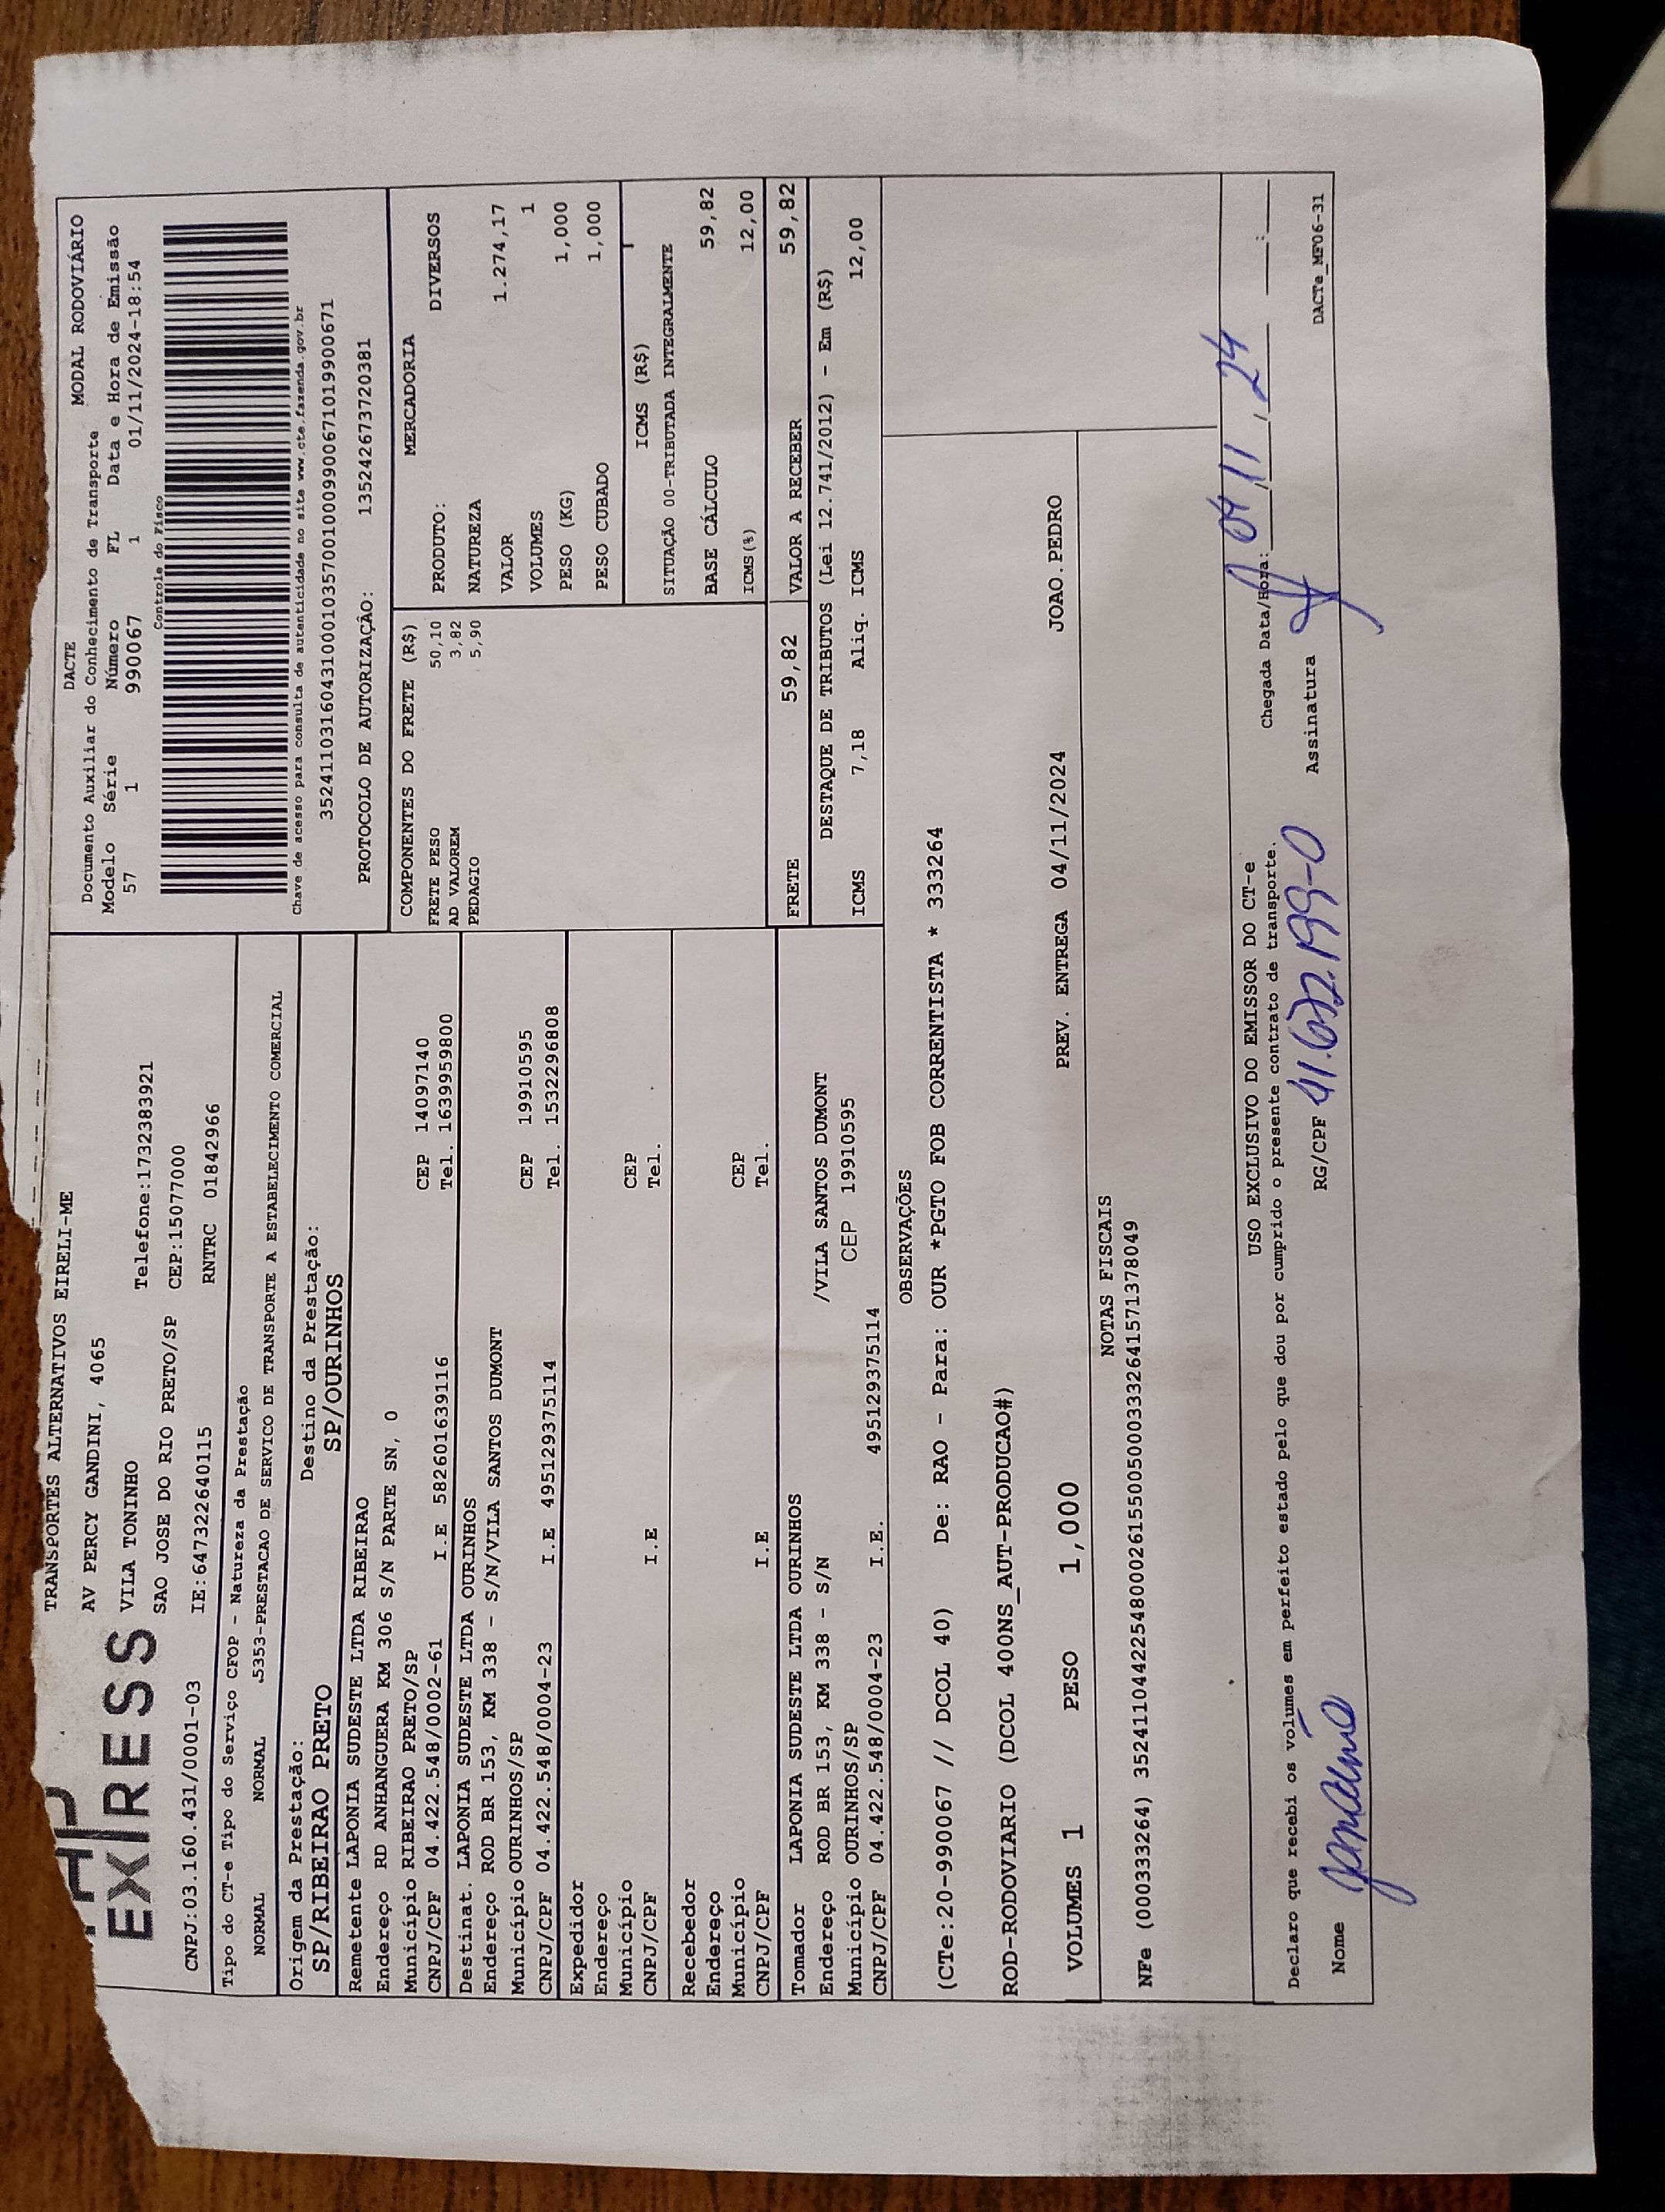 EXPRESS
TRANSPORTES ALTERNATIVOS EIRELI-ME
AV PERCY GANDINI, 4065
VILA TONINHO Telefone:1732383921
SAO JOSE DO RIO PRETO/SP CEP:15077000
CNPJ:03.160.431/0001-03 IE:647322640115 RNTRC 01842966
Tipo do CT-e Tipo do Serviço CFOP - Natureza da Prestação
NORMAL NORMAL 5353-PRESTACAO DE SERVICO DE TRANSPORTE A ESTABELECIMENTO COMERCIAL
Origem da Prestação: Destino da Prestação:
SP/RIBEIRAO PRETO SP/OURINHOS
Remetente LAPONIA SUDESTE LTDA RIBEIRAO
Endereço RD ANHANGUERA KM 306 S/N PARTE SN, 0
Município RIBEIRAO PRETO/SP CEP 14097140
CNPJ/CPF 04.422.548/0002-61 I.E 582601639116 Tel. 1639959800
Destinat. LAPONIA SUDESTE LTDA OURINHOS
Endereço ROD BR 153, KM 338 - S/N/VILA SANTOS DUMONT
Município OURINHOS/SP CEP 19910595
CNPJ/CPF 04.422.548/0004-23 I.E 495129375114 Tel. 1532296808
Expedidor
Endereço
Município CEP
CNPJ/CPF I.E Tel.
Recebedor
Endereço
Município CEP
CNPJ/CPF I.E Tel.
Tomador LAPONIA SUDESTE LTDA OURINHOS
Endereço ROD BR 153, KM 338 - S/N /VILA SANTOS DUMONT
Município OURINHOS/SP CEP 19910595
CNPJ/CPF 04.422.548/0004-23 I.E. 495129375114
DACTE MODAL RODOVIÁRIO
Documento Auxiliar do Conhecimento de Transporte
Modelo Série Número FL Data e Hora de Emissão
57 1 990067 1 01/11/2024-18:54
Controle do Fisco
Chave de acesso para consulta de autenticidade no site www.cte.fazenda.gov.br
35241103160431000103570010009900671019900671
PROTOCOLO DE AUTORIZAÇÃO: 135242673720381
COMPONENTES DO FRETE (R$)
FRETE PESO 50,10
AD VALOREM 3,82
PEDAGIO 5,90
MERCADORIA
PRODUTO: DIVERSOS
NATUREZA
VALOR 1.274,17
VOLUMES 1
PESO (KG) 1,000
PESO CUBADO 1,000
ICMS (R$)
SITUAÇÃO 00-TRIBUTADA INTEGRALMENTE
BASE CÁLCULO 59,82
ICMS(%) 12,00
FRETE 59,82 VALOR A RECEBER 59,82
DESTAQUE DE TRIBUTOS (Lei 12.741/2012) - Em (R$)
ICMS 7,18 Aliq. ICMS 12,00
OBSERVAÇÕES
(CTe:20-990067 // DCOL 40) De: RAO - Para: OUR *PGTO FOB CORRENTISTA * 333264
ROD-RODOVIARIO (DCOL 400NS_AUT-PRODUCAO#)
VOLUMES 1 PESO 1,000 PREV. ENTREGA 04/11/2024 JOAO.PEDRO
NOTAS FISCAIS
NFe (000333264) 35241104422548000261550050003332641571378049
USO EXCLUSIVO DO EMISSOR DO CT-e
Declaro que recebi os volumes em perfeito estado pelo que dou por cumprido o presente contrato de transporte.
Chegada Data/Hora: 04/11/24 :
Nome RG/CPF 41.672.199-0 Assinatura
DACTe_MF06-31